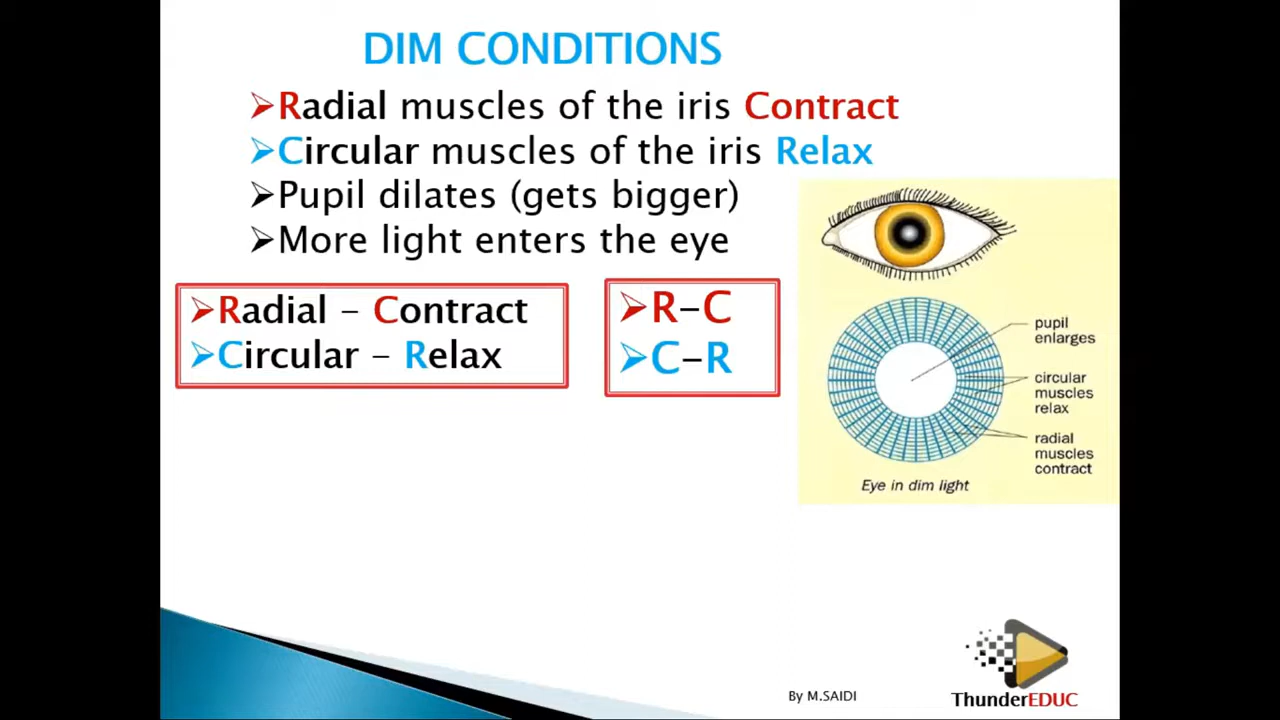 DIM CONDITIONS
➢Radial muscles of the iris Contract
➢Circular muscles of the iris Relax
➢Pupil dilates (gets bigger)
➢More light enters the eye
➢Radial – Contract
➢Circular – Relax
➢R–C
➢C–R
pupil
enlarges
circular
muscles
relax
radial
muscles
contract
Eye in dim light
By M.SAIDI
ThunderEDUC